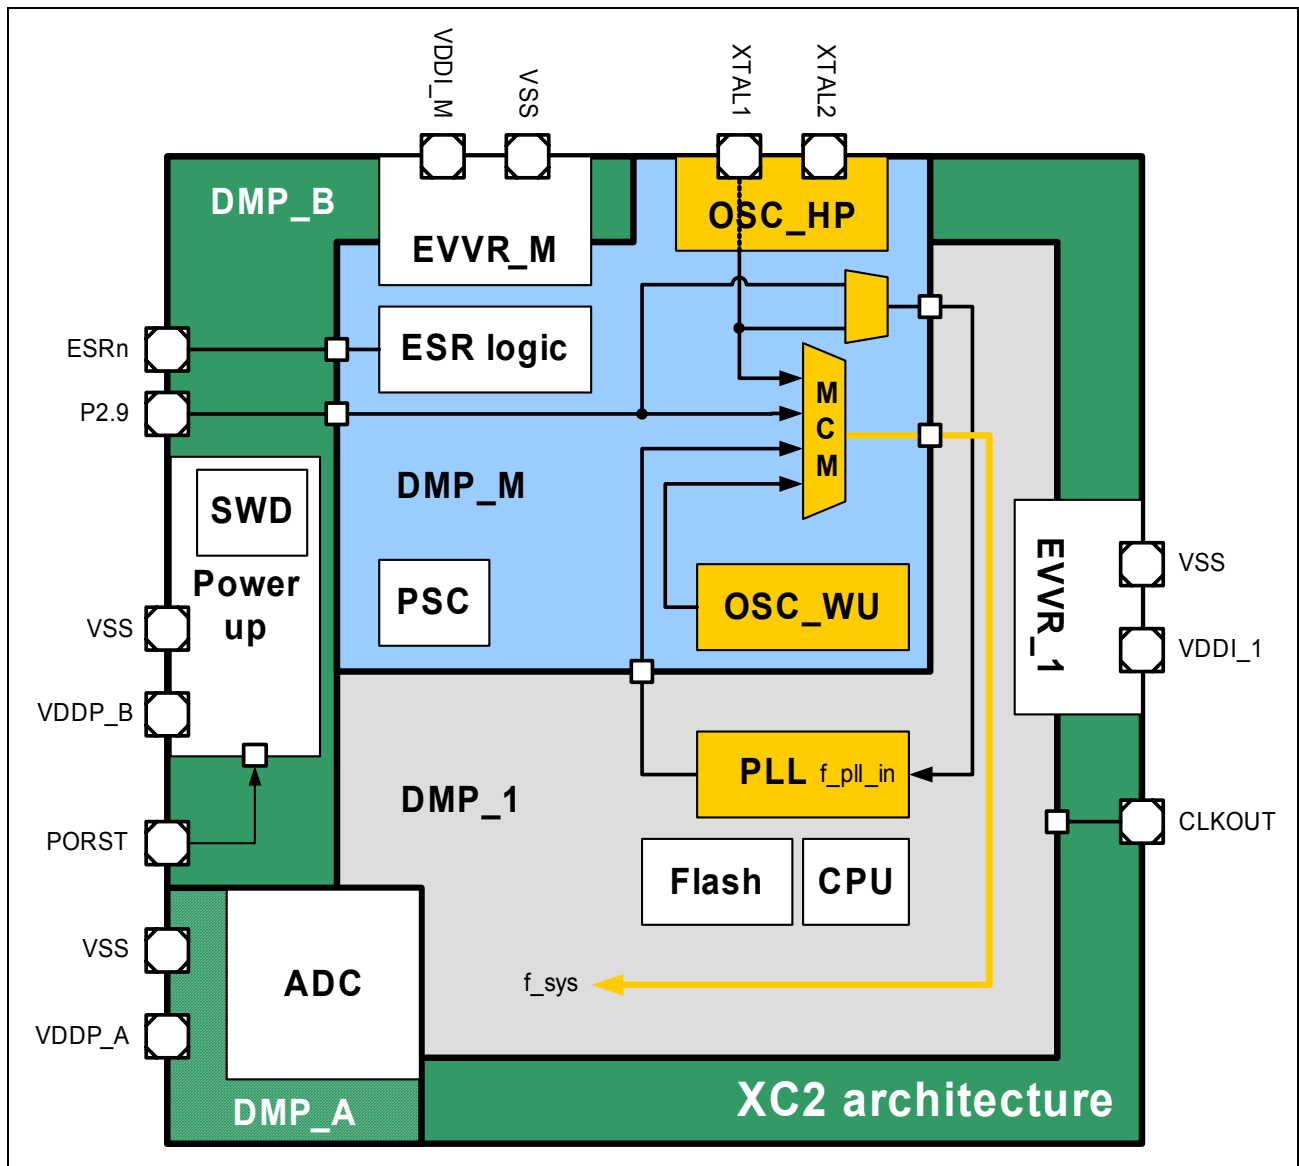 VDDI_M
VSS
XTAL1
XTAL2
DMP_B
OSC_HP
EVVR_M
ESRn
ESR logic
P2.9
M
C
M
DMP_M
SWD
Power
up
PSC
OSC_WU
EVVR_1
VSS
VDDI_1
VSS
VDDP_B
PLL f_pll_in
DMP_1
CLKOUT
PORST
Flash
CPU
VSS
ADC
f_sys
VDDP_A
DMP_A
XC2 architecture